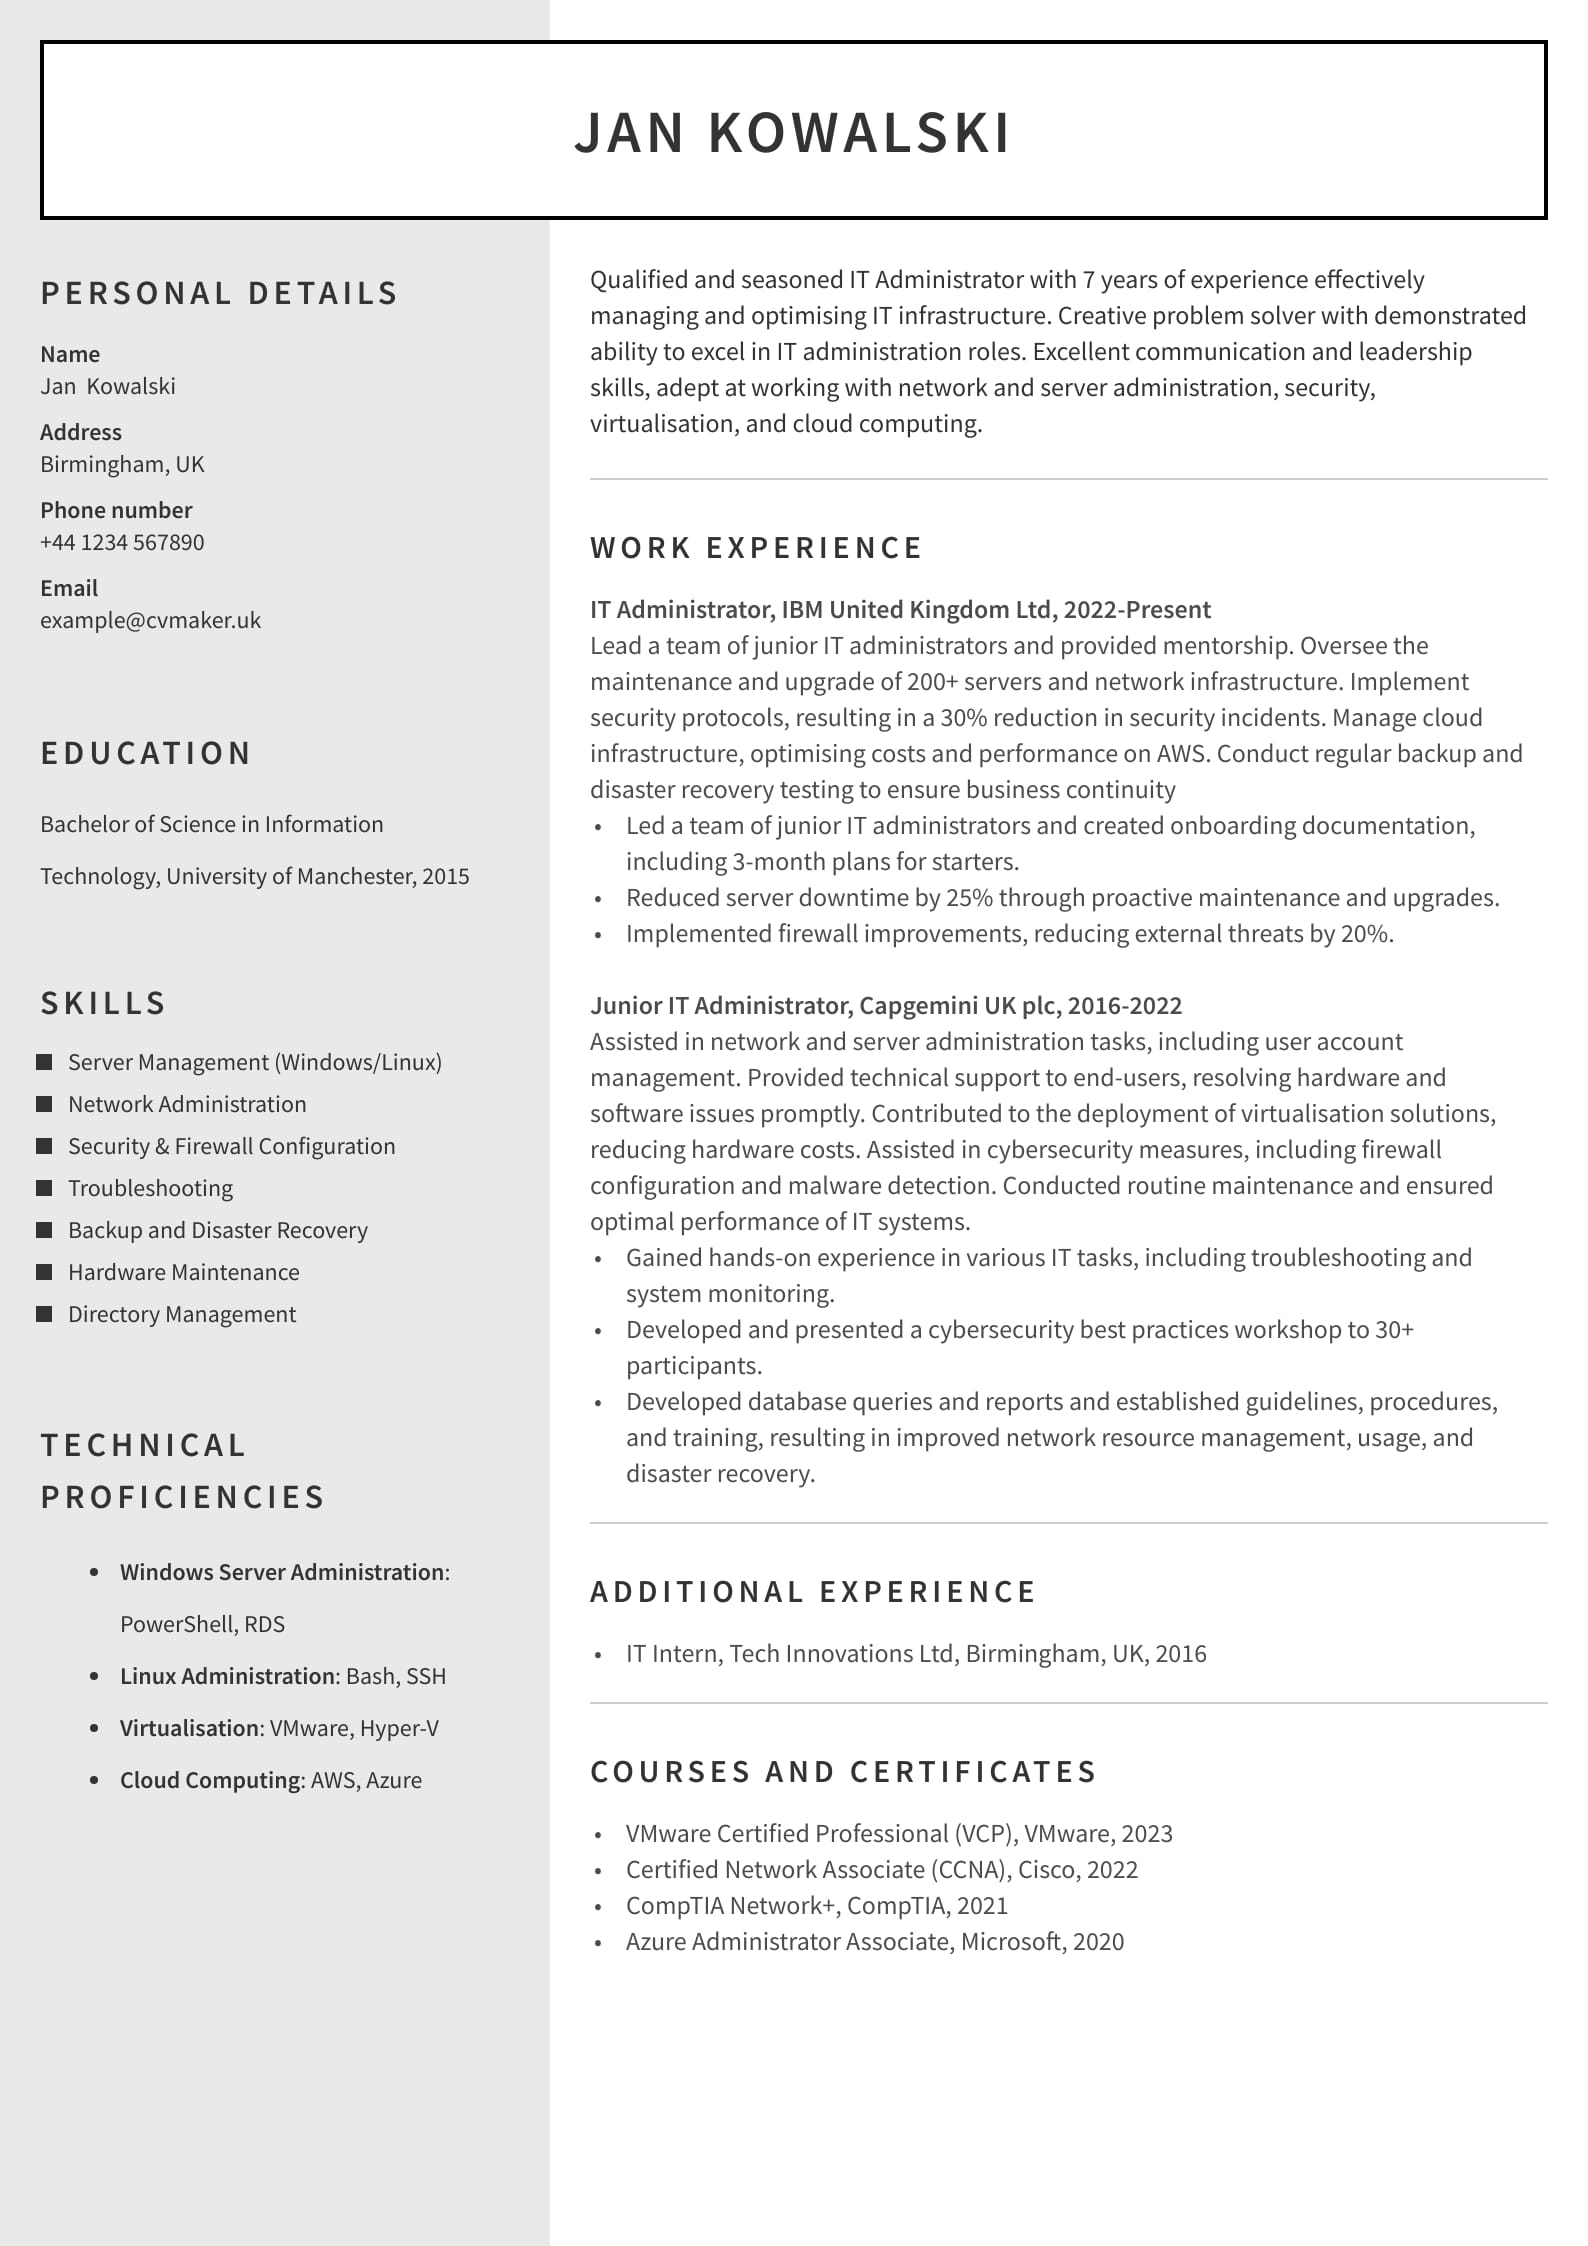 JAN KOWALSKI
PERSONAL DETAILS
Name
Jan  Kowalski
Address
Birmingham, UK
Phone number
+44 1234 567890
Email
example@cvmaker.uk
EDUCATION
Bachelor of Science in Information
Technology, University of Manchester, 2015
SKILLS
■ Server Management (Windows/Linux)
■ Network Administration
■ Security & Firewall Configuration
■ Troubleshooting
■ Backup and Disaster Recovery
■ Hardware Maintenance
■ Directory Management
TECHNICAL
PROFICIENCIES
• Windows Server Administration:
PowerShell, RDS
• Linux Administration: Bash, SSH
• Virtualisation: VMware, Hyper-V
• Cloud Computing: AWS, Azure
Qualified and seasoned IT Administrator with 7 years of experience effectively
managing and optimising IT infrastructure. Creative problem solver with demonstrated
ability to excel in IT administration roles. Excellent communication and leadership
skills, adept at working with network and server administration, security,
virtualisation, and cloud computing.
WORK EXPERIENCE
IT Administrator, IBM United Kingdom Ltd, 2022-Present
Lead a team of junior IT administrators and provided mentorship. Oversee the
maintenance and upgrade of 200+ servers and network infrastructure. Implement
security protocols, resulting in a 30% reduction in security incidents. Manage cloud
infrastructure, optimising costs and performance on AWS. Conduct regular backup and
disaster recovery testing to ensure business continuity
• Led a team of junior IT administrators and created onboarding documentation,
including 3-month plans for starters.
• Reduced server downtime by 25% through proactive maintenance and upgrades.
• Implemented firewall improvements, reducing external threats by 20%.
Junior IT Administrator, Capgemini UK plc, 2016-2022
Assisted in network and server administration tasks, including user account
management. Provided technical support to end-users, resolving hardware and
software issues promptly. Contributed to the deployment of virtualisation solutions,
reducing hardware costs. Assisted in cybersecurity measures, including firewall
configuration and malware detection. Conducted routine maintenance and ensured
optimal performance of IT systems.
• Gained hands-on experience in various IT tasks, including troubleshooting and
system monitoring.
• Developed and presented a cybersecurity best practices workshop to 30+
participants.
• Developed database queries and reports and established guidelines, procedures,
and training, resulting in improved network resource management, usage, and
disaster recovery.
ADDITIONAL EXPERIENCE
• IT Intern, Tech Innovations Ltd, Birmingham, UK, 2016
COURSES AND CERTIFICATES
• VMware Certified Professional (VCP), VMware, 2023
• Certified Network Associate (CCNA), Cisco, 2022
• CompTIA Network+, CompTIA, 2021
• Azure Administrator Associate, Microsoft, 2020